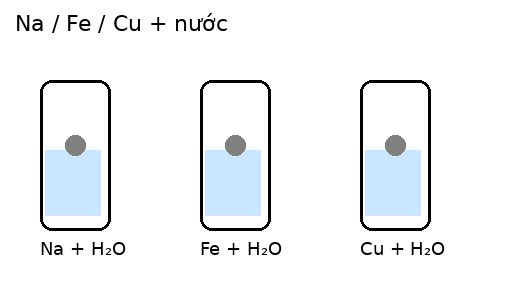 Na / Fe / Cu + nước
Na + H₂O
Fe + H₂O
Cu + H₂O